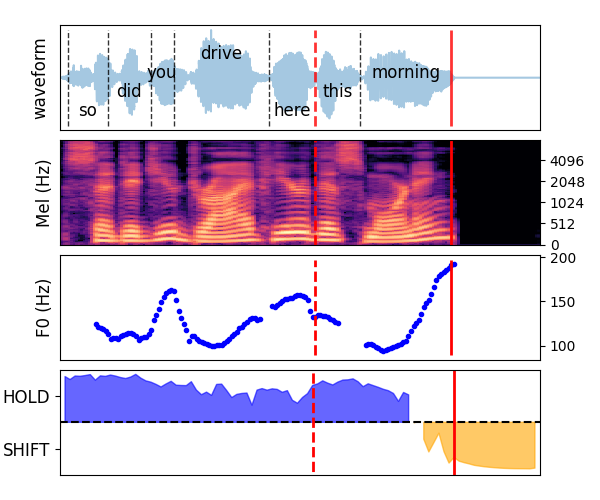 waveform
so
did
you
drive
here
this
morning
Mel (Hz)
4096
2048
1024
512
0
F0 (Hz)
200
150
100
HOLD
SHIFT